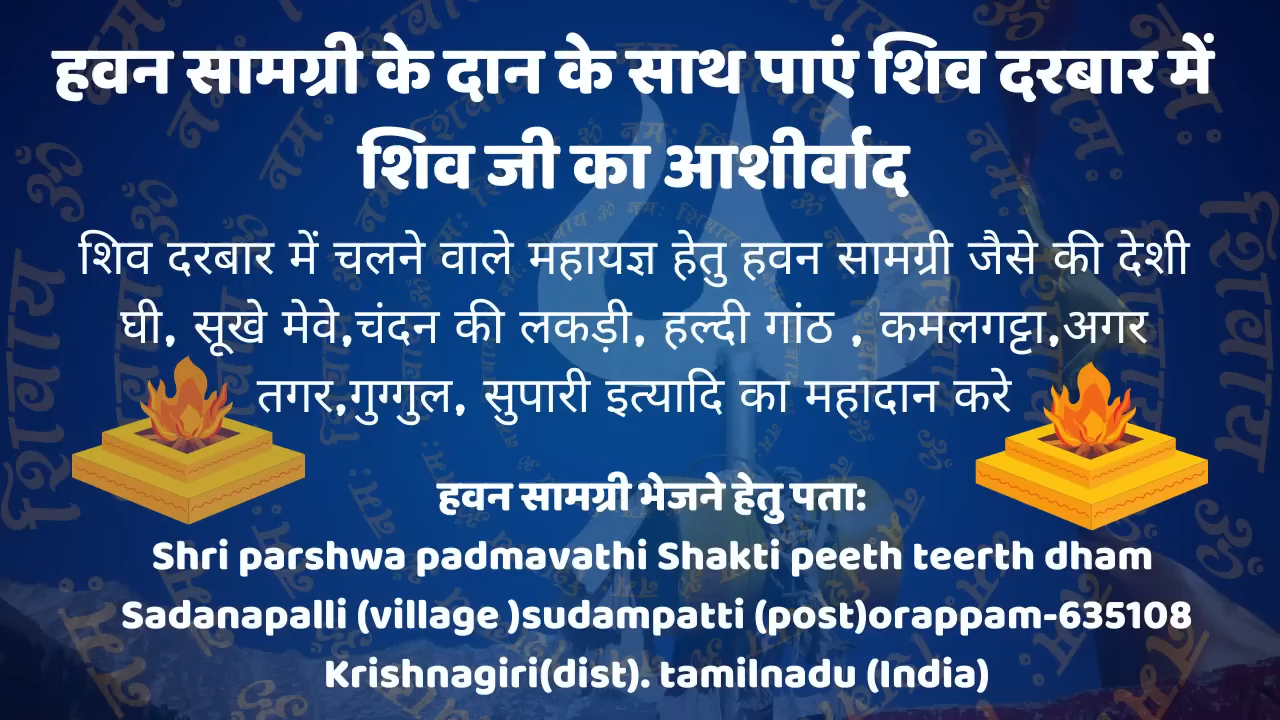 हवन सामग्री के दान के साथ पाएं शिव दरबार में
शिव जी का आशीर्वाद
शिव दरबार में चलने वाले महायज्ञ हेतु हवन सामग्री जैसे की देशी
घी, सूखे मेवे,चंदन की लकड़ी, हल्दी गांठ , कमलगट्टा,अगर
तगर,गुग्गुल, सुपारी इत्यादि का महादान करे
हवन सामग्री भेजने हेतु पता:
Shri parshwa padmavathi Shakti peeth teerth dham
Sadanapalli (village )sudampatti (post)orappam-635108
Krishnagiri(dist). tamilnadu (India)